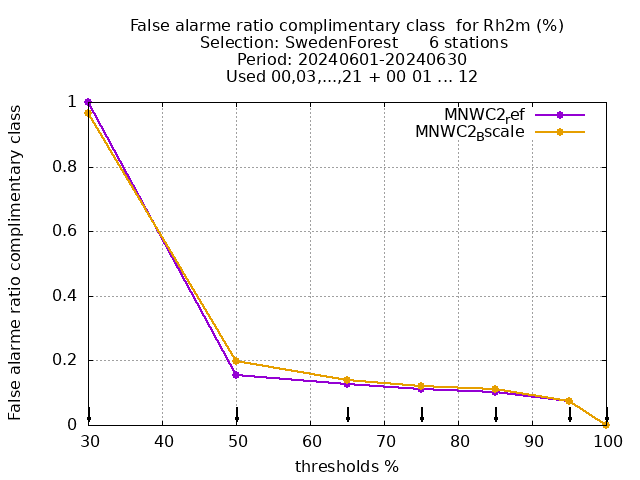 False alarme ratio complimentary class  for Rh2m (%)
Selection: SwedenForest      6 stations
Period: 20240601-20240630
Used 00,03,...,21 + 00 01 ... 12
False alarme ratio complimentary class
MNWC2ref
MNWC2Bscale
1
0.8
0.6
0.4
0.2
0
30 40 50 60 70 80 90 100
thresholds %